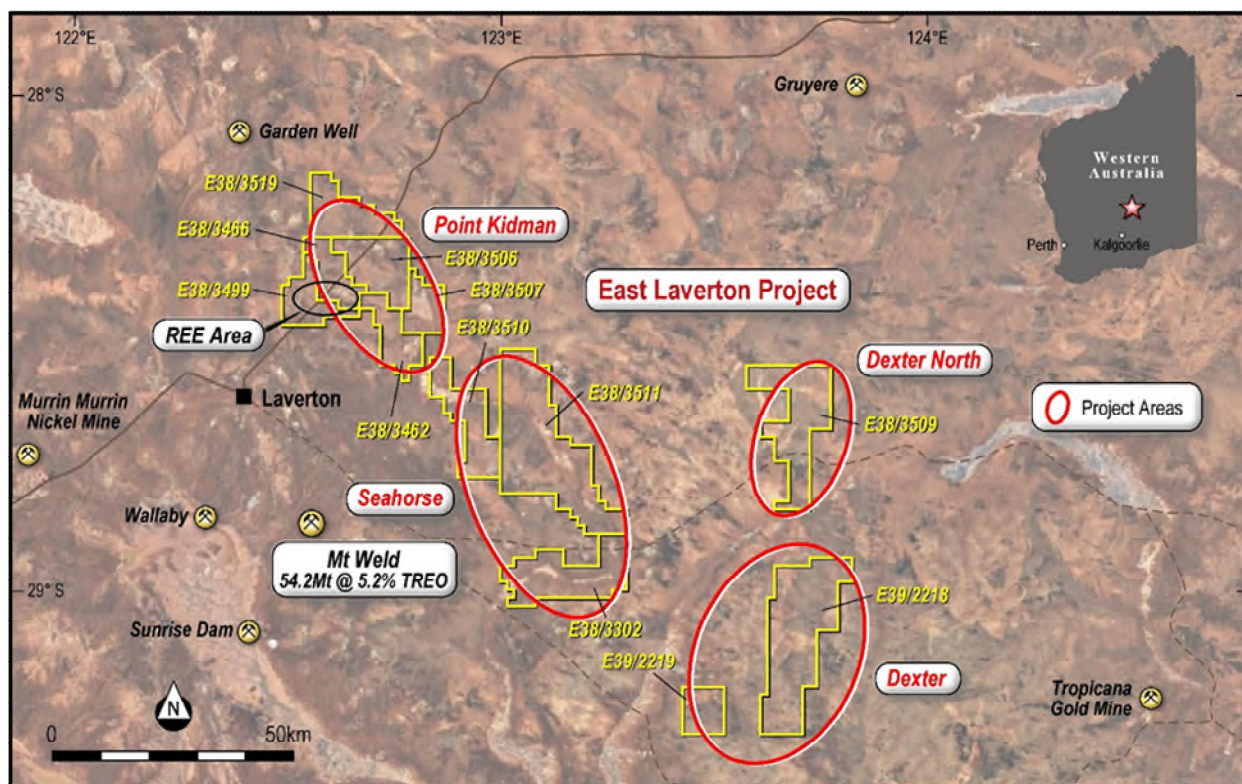 122°E
123°E
124°E
28°S
Gruyere
Garden Well
Western
Australia
Perth
Kalgoorlie
E38/3519
Point Kidman
E38/3466
E38/3506
E38/3499
E38/3507
East Laverton Project
REE Area
E38/3510
Dexter North
Laverton
E38/3511
Murrin Murrin
Nickel Mine
Project Areas
E38/3462
E38/3509
Seahorse
Wallaby
Mt Weld
54.2Mt @ 5.2% TREO
29°S
E39/2218
Sunrise Dam
E38/3302
E39/2219
Dexter
Tropicana
Gold Mine
N
0
50km